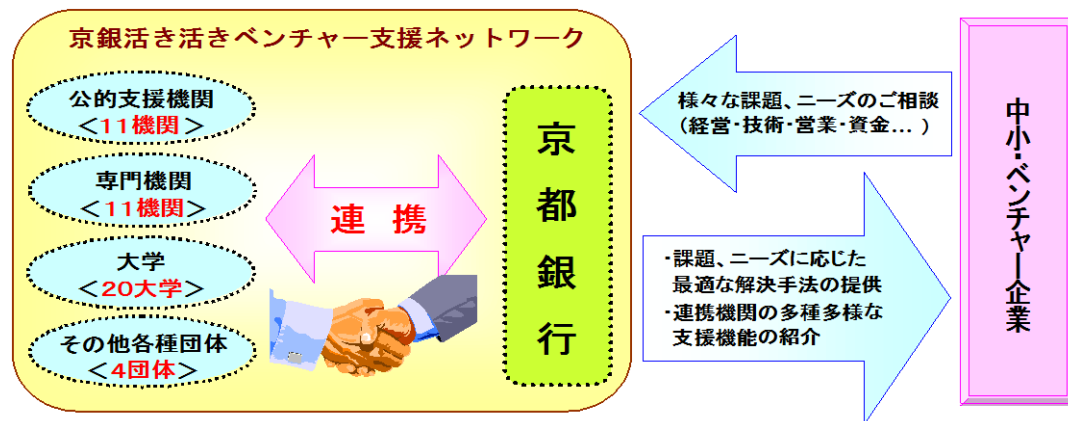 京銀活き活きベンチャー支援ネットワーク
公的支援機関
＜11機関＞
専門機関
＜11機関＞
大学
＜20大学＞
その他各種団体
＜4団体＞
連携
京都銀行
様々な課題、ニーズのご相談
（経営・技術・営業・資金…）
・課題、ニーズに応じた
最適な解決手法の提供
・連携機関の多種多様な
支援機能の紹介
中小・ベンチャー企業